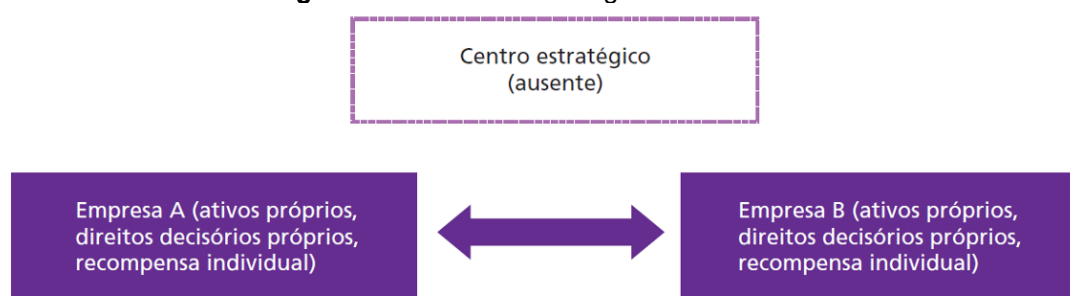 Centro estratégico
(ausente)
Empresa A (ativos próprios,
direitos decisórios próprios,
recompensa individual)
Empresa B (ativos próprios,
direitos decisórios próprios,
recompensa individual)